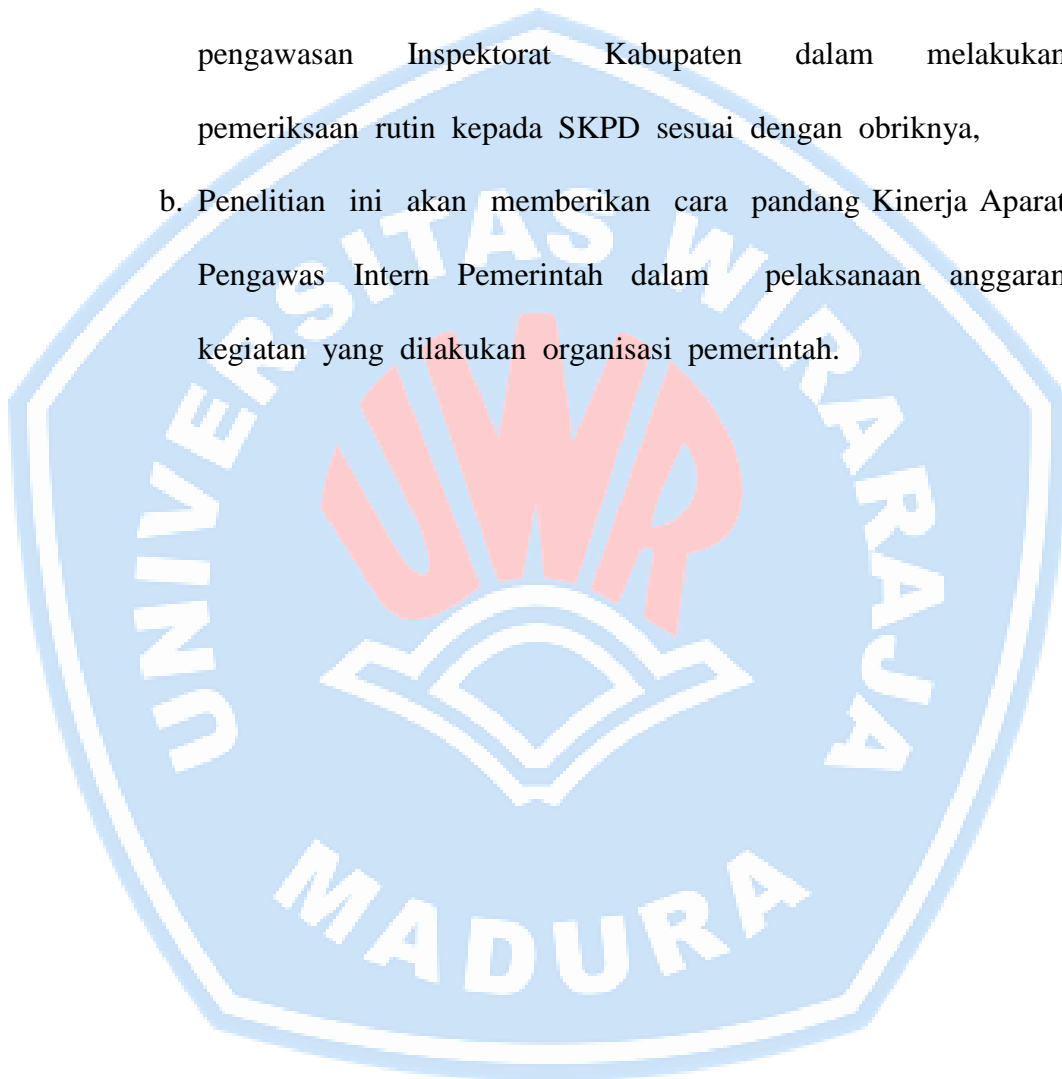 pengawasan Inspektorat Kabupaten dalam melakukan
pemeriksaan rutin kepada SKPD sesuai dengan obriknya,
b. Penelitian ini akan memberikan cara pandang Kinerja Aparat
Pengawas Intern Pemerintah dalam pelaksanaan anggaran
kegiatan yang dilakukan organisasi pemerintah.
UNIVERSITAS WIRARAJA
UWR
MADURA